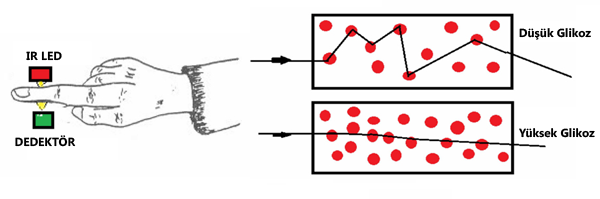 IR LED
DEDEKTÖR
Düşük Glikoz
Yüksek Glikoz